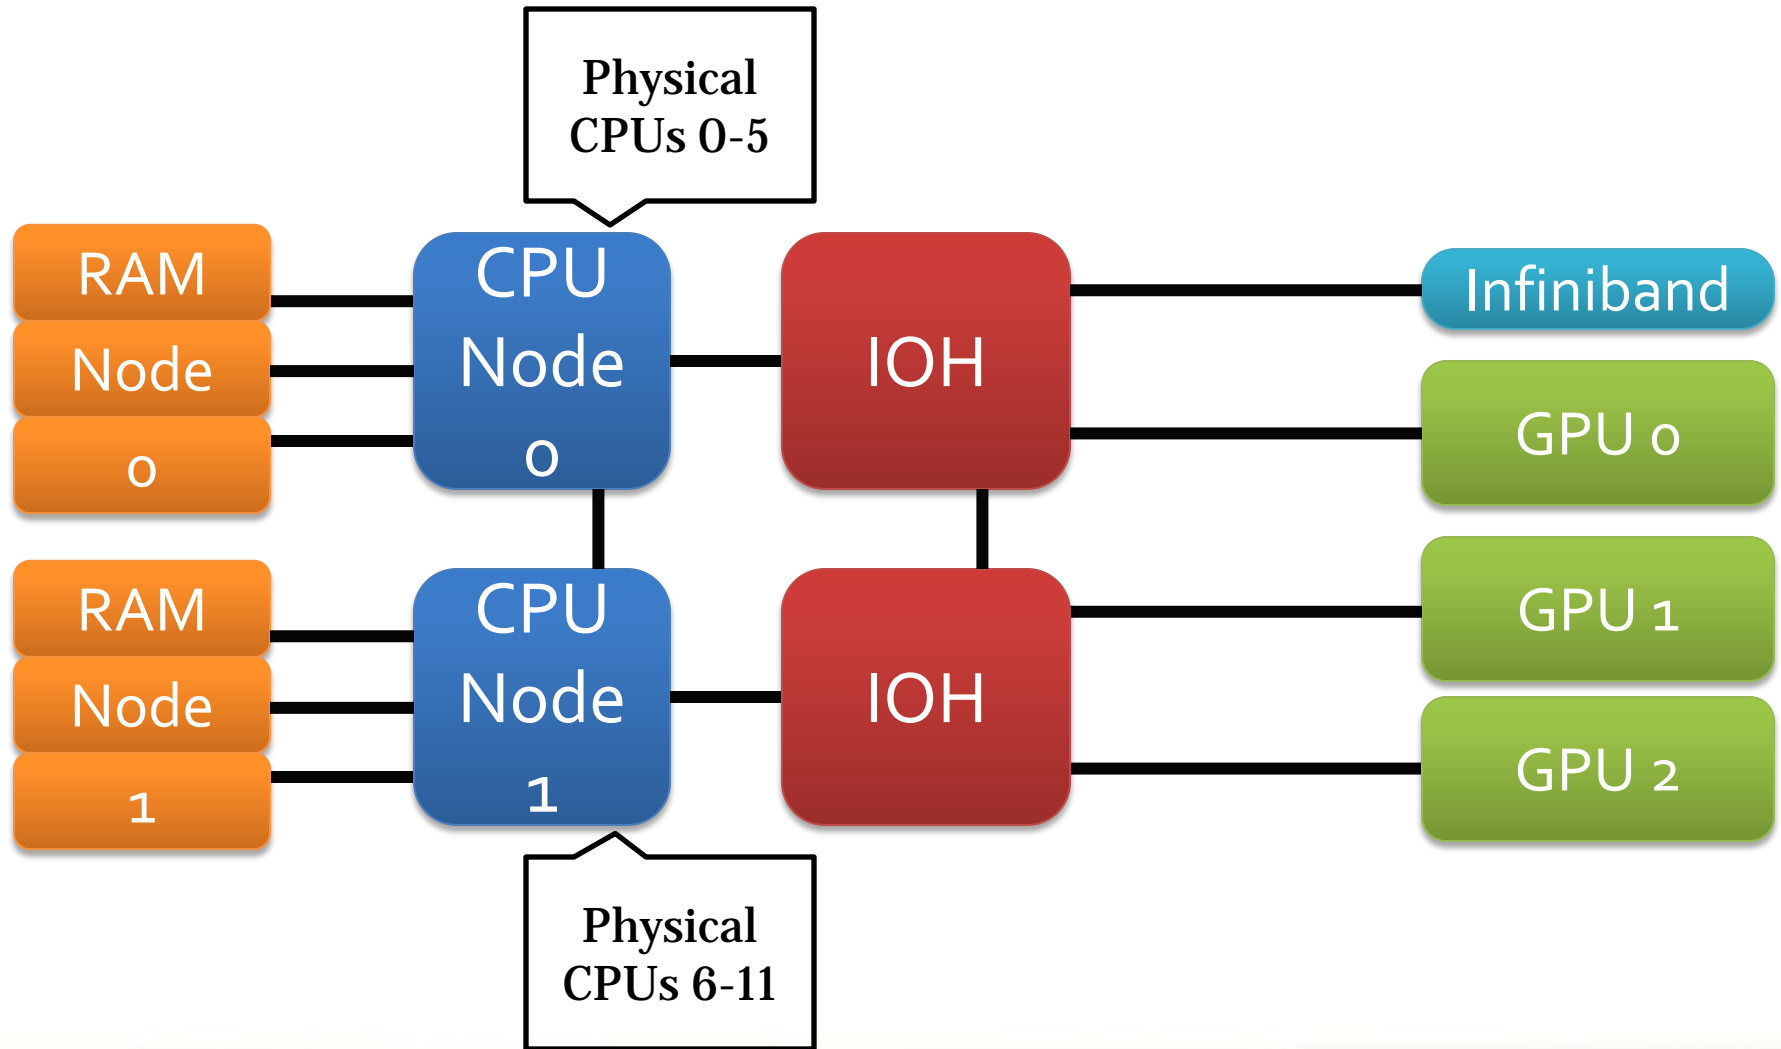 Physical
CPUs 0-5
RAM
Node
0
CPU
Node
0
IOH
Infiniband
GPU 0
RAM
Node
1
CPU
Node
1
IOH
GPU 1
GPU 2
Physical
CPUs 6-11